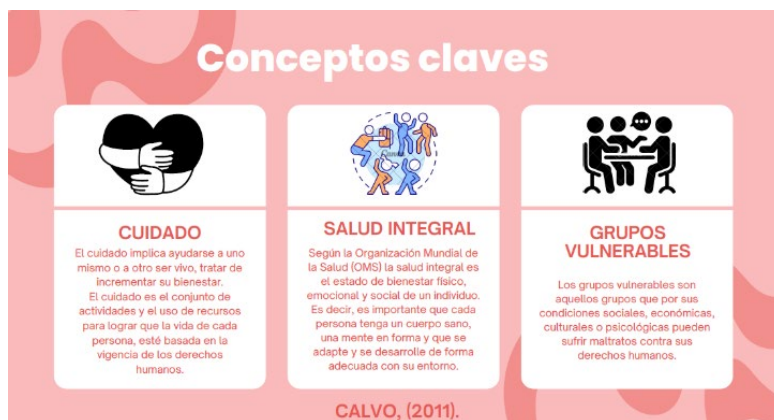 Conceptos claves
CUIDADO
El cuidado implica ayudarse a uno
mismo o a otro ser vivo, tratar de
incrementar su bienestar.
El cuidado es el conjunto de
actividades y el uso de recursos
para lograr que la vida de cada
persona, esté basada en la
vigencia de los derechos
humanos.
SALUD INTEGRAL
Según la Organización Mundial de
la Salud (OMS) la salud integral es
el estado de bienestar físico,
emocional y social de un individuo.
Es decir, es importante que cada
persona tenga un cuerpo sano,
una mente en forma y que se
adapte y se desarrolle de forma
adecuada con su entorno.
GRUPOS
VULNERABLES
Los grupos vulnerables son
aquellos grupos que por sus
condiciones sociales, económicas,
culturales o psicológicas pueden
sufrir maltratos contra sus
derechos humanos.
CALVO, (2011).